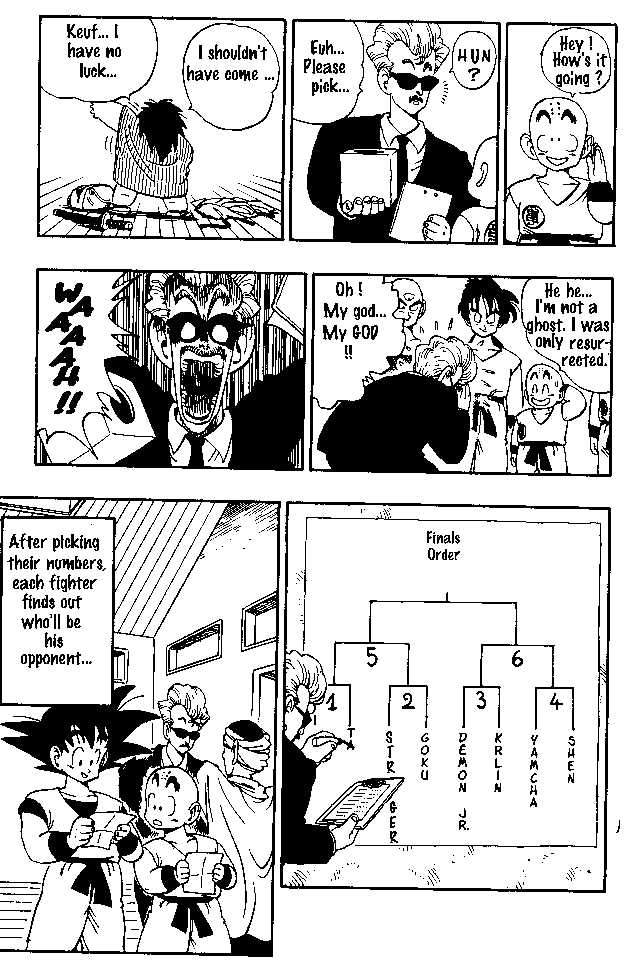 Keuf... I
have no
luck...
I shouldn't
have come ...
Euh...
Please
pick...
HUN
?
Hey !
How's it
going ?
WAAAAH!!
Oh !
My god...
My GOD
!!
He he...
I'm not a
ghost. I was
only resur-
rected.
After picking
their numbers,
each fighter
finds out
who'll be
his
opponent...
Finals
Order
5
6
1
2
3
4
T
GOKU
DEMON JR.
KRLIN
YAMCHA
SHEN